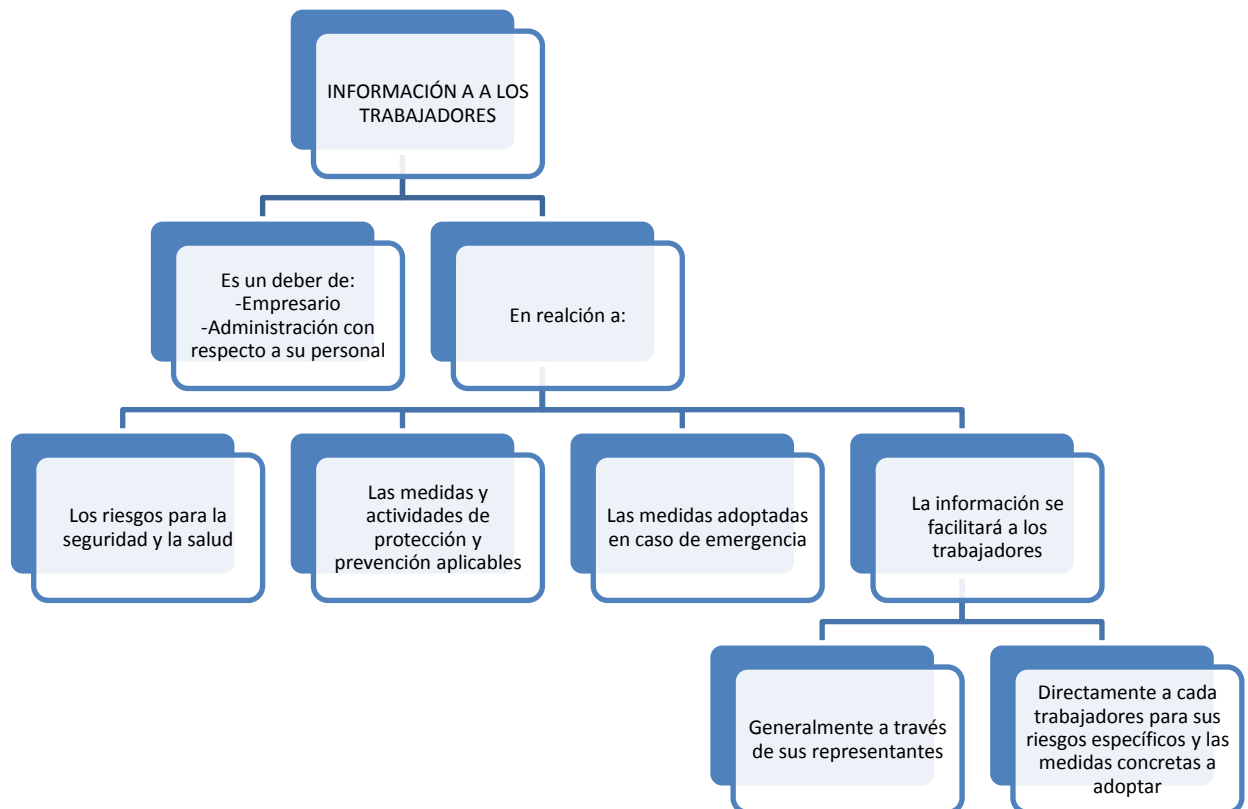 INFORMACIÓN A A LOS
TRABAJADORES
Es un deber de:
-Empresario
-Administración con
respecto a su personal
En realción a:
Los riesgos para la
seguridad y la salud
Las medidas y
actividades de
protección y
prevención aplicables
Las medidas adoptadas
en caso de emergencia
La información se
facilitará a los
trabajadores
Generalmente a través
de sus representantes
Directamente a cada
trabajadores para sus
riesgos específicos y las
medidas concretas a
adoptar